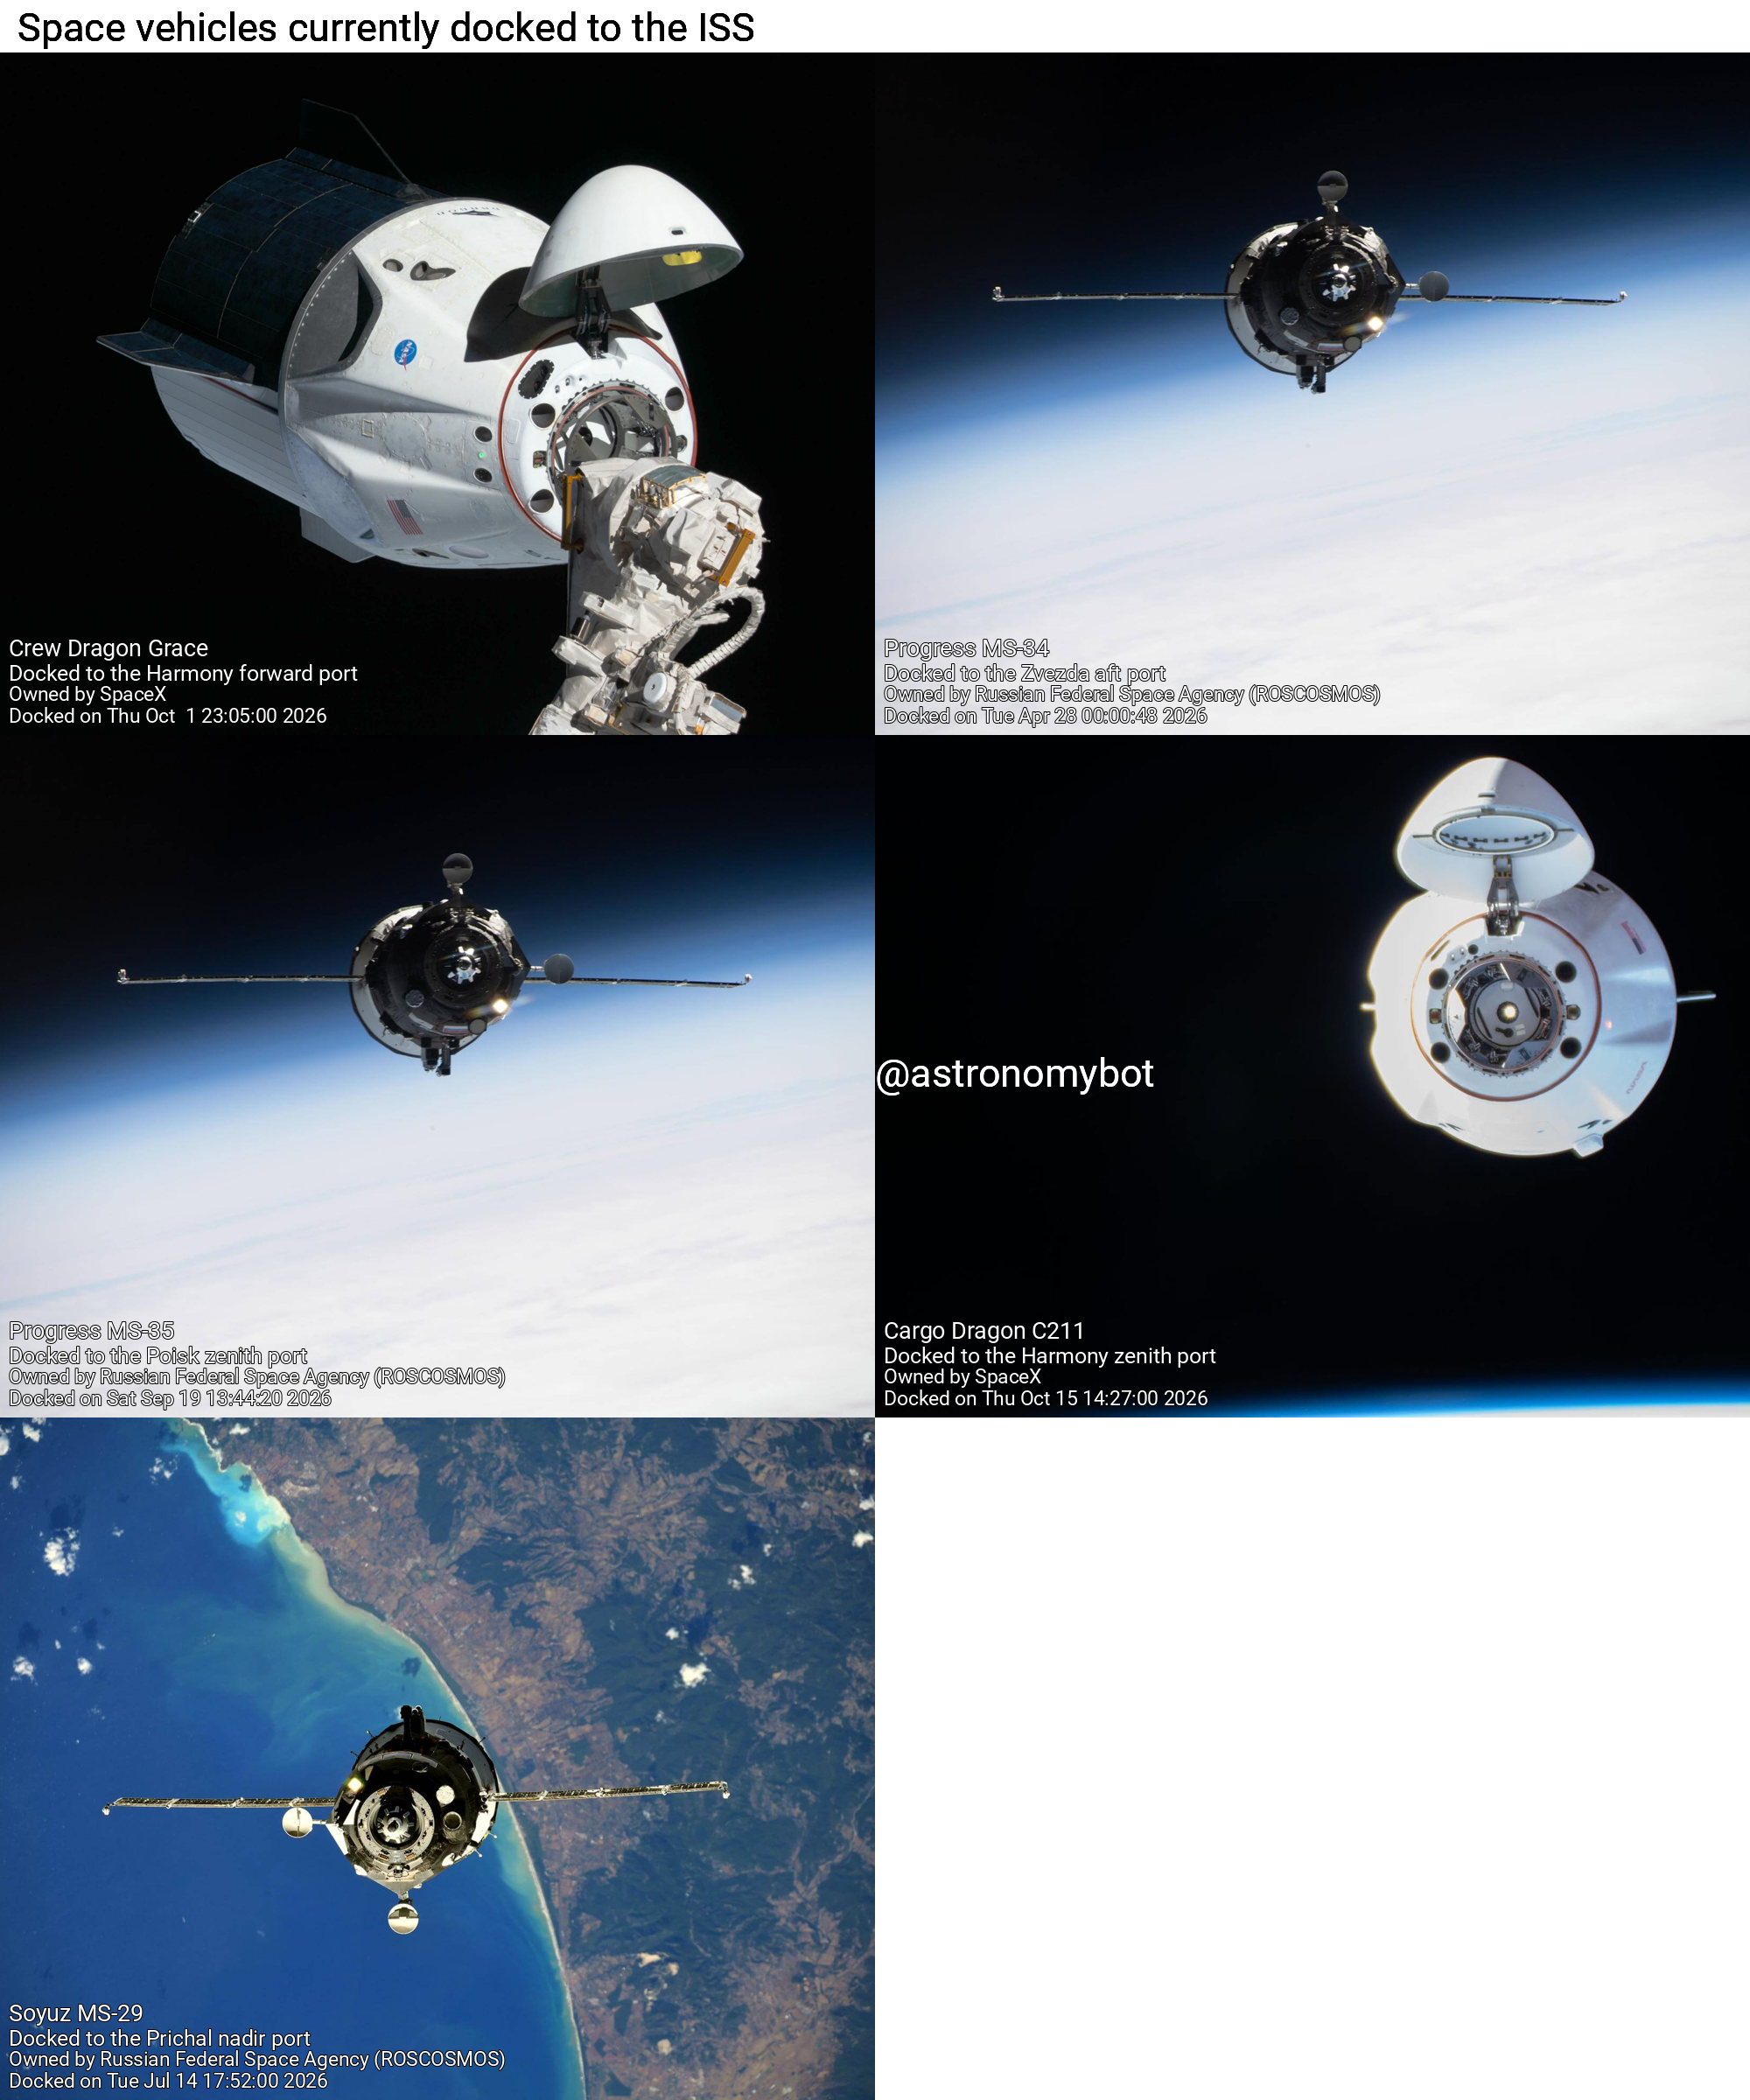 Space vehicles currently docked to the ISS
Crew Dragon Grace
Docked to the Harmony forward port
Owned by SpaceX
Docked on Thu Oct  1 23:05:00 2026
Progress MS-34
Docked to the Zvezda aft port
Owned by Russian Federal Space Agency (ROSCOSMOS)
Docked on Tue Apr 28 00:00:48 2026
Progress MS-35
Docked to the Poisk zenith port
Owned by Russian Federal Space Agency (ROSCOSMOS)
Docked on Sat Sep 19 13:44:20 2026
@astronomybot
Cargo Dragon C211
Docked to the Harmony zenith port
Owned by SpaceX
Docked on Thu Oct 15 14:27:00 2026
Soyuz MS-29
Docked to the Prichal nadir port
Owned by Russian Federal Space Agency (ROSCOSMOS)
Docked on Tue Jul 14 17:52:00 2026